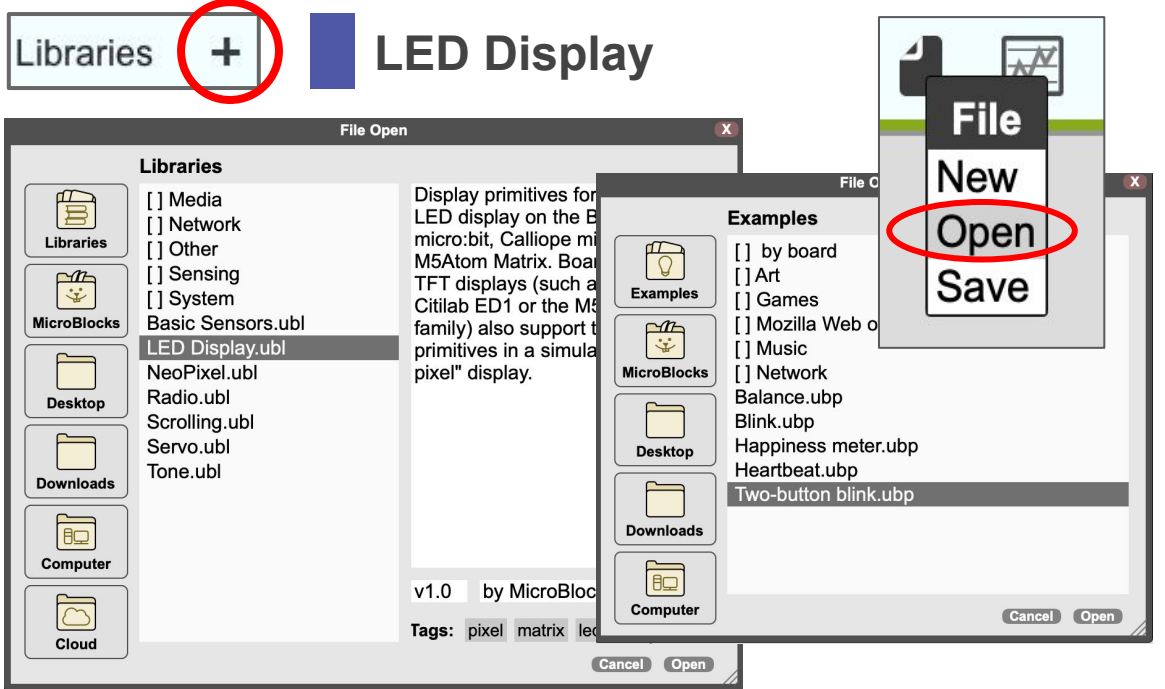 Libraries +
LED Display
File Open X
Libraries
Libraries
MicroBlocks
Desktop
Downloads
Computer
Cloud
[ ] Media
[ ] Network
[ ] Other
[ ] Sensing
[ ] System
Basic Sensors.ubl
LED Display.ubl
NeoPixel.ubl
Radio.ubl
Scrolling.ubl
Servo.ubl
Tone.ubl
Display primitives for
LED display on the B
micro:bit, Calliope mi
M5Atom Matrix. Boar
TFT displays (such a
Citilab ED1 or the M5
family) also support t
primitives in a simula
pixel" display.
v1.0 by MicroBloc
Tags: pixel matrix led
Cancel Open
File
New
Open
Save
File O X
Examples
Examples
MicroBlocks
Desktop
Downloads
Computer
[ ] by board
[ ] Art
[ ] Games
[ ] Mozilla Web o
[ ] Music
[ ] Network
Balance.ubp
Blink.ubp
Happiness meter.ubp
Heartbeat.ubp
Two-button blink.ubp
Cancel Open